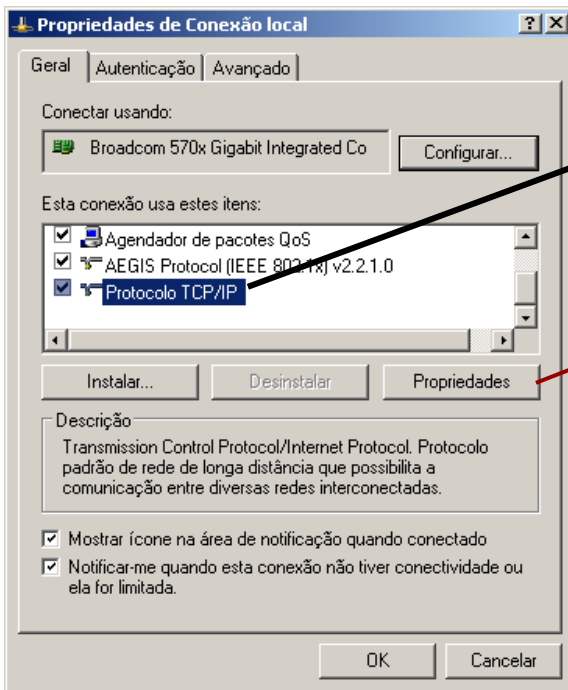 Propriedades de Conexão local
Geral Autenticação Avançado
Conectar usando:
Broadcom 570x Gigabit Integrated Co Configurar...
Esta conexão usa estes itens:
Agendador de pacotes QoS
AEGIS Protocol (IEEE 802.1x) v2.2.1.0
Protocolo TCP/IP
Instalar... Desinstalar Propriedades
Descrição
Transmission Control Protocol/Internet Protocol. Protocolo
padrão de rede de longa distância que possibilita a
comunicação entre diversas redes interconectadas.
Mostrar ícone na área de notificação quando conectado
Notificar-me quando esta conexão não tiver conectividade ou
ela for limitada.
OK Cancelar